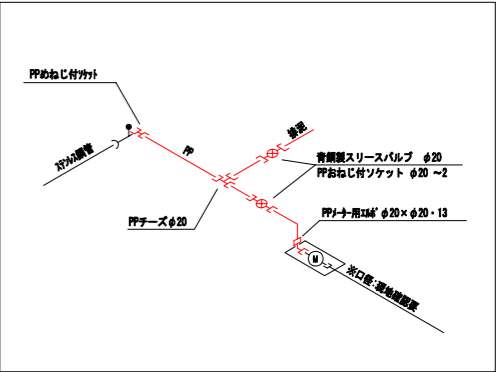 PPめねじ付ソケット
ステンレス鋼管
PP
排泥
青銅製スリースバルブ φ20
PPおねじ付ソケット φ20 ~2
PPチーズφ20
PPメーター用エルボ φ20×φ20・13
M
※口径:現地確認要